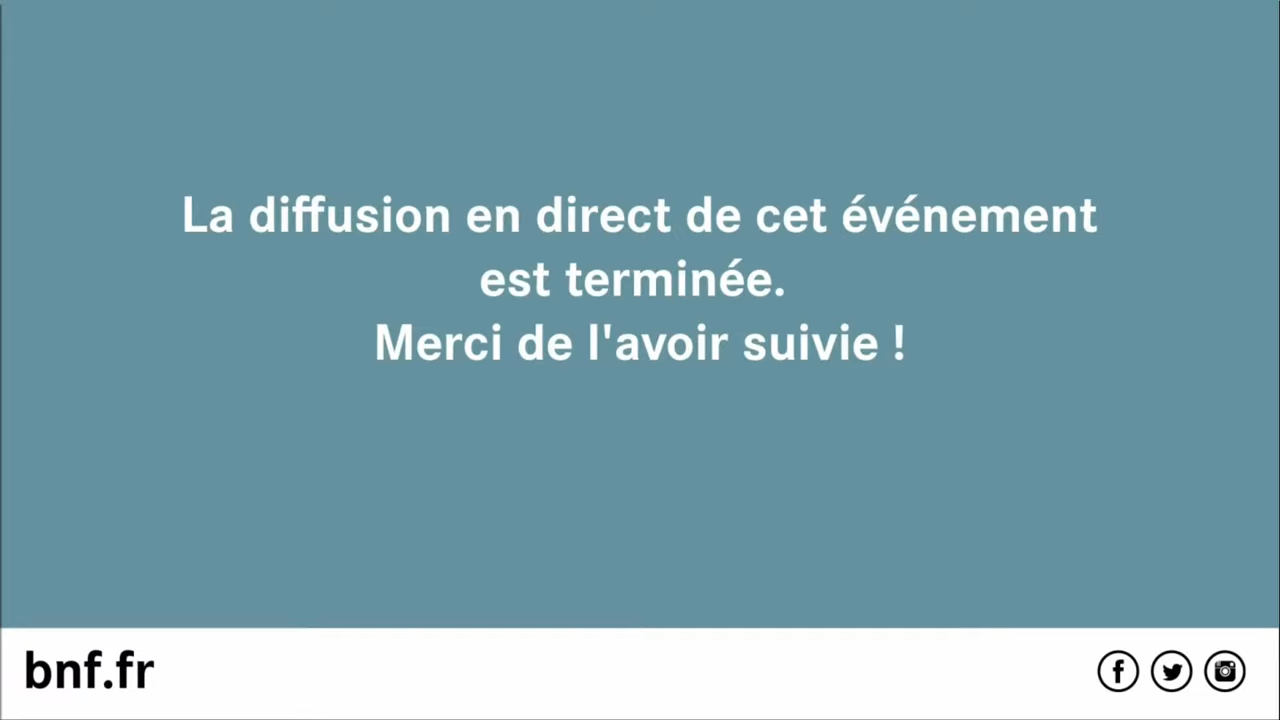 La diffusion en direct de cet événement
est terminée.
Merci de l'avoir suivie !
bnf.fr